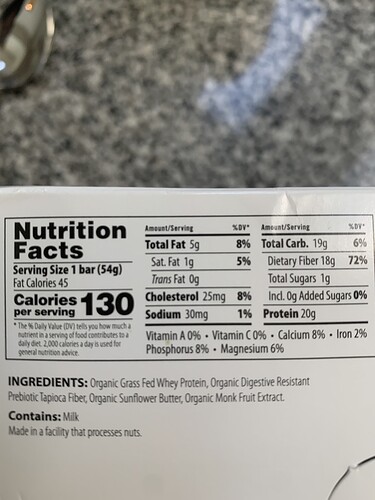 Nutrition
Facts
Serving Size 1 bar (54g)
Fat Calories 45
Calories
per serving 130
* The % Daily Value (DV) tells you how much a
nutrient in a serving of food contributes to a
daily diet. 2,000 calories a day is used for
general nutrition advice.
Amount/Serving %DV*
Total Fat 5g 8%
Sat. Fat 1g 5%
Trans Fat 0g
Cholesterol 25mg 8%
Sodium 30mg 1%
Amount/Serving %DV*
Total Carb. 19g 6%
Dietary Fiber 18g 72%
Total Sugars 1g
Incl. 0g Added Sugars 0%
Protein 20g
Vitamin A 0% • Vitamin C 0% • Calcium 8% • Iron 2%
Phosphorus 8% • Magnesium 6%
INGREDIENTS: Organic Grass Fed Whey Protein, Organic Digestive Resistant
Prebiotic Tapioca Fiber, Organic Sunflower Butter, Organic Monk Fruit Extract.
Contains: Milk
Made in a facility that processes nuts.